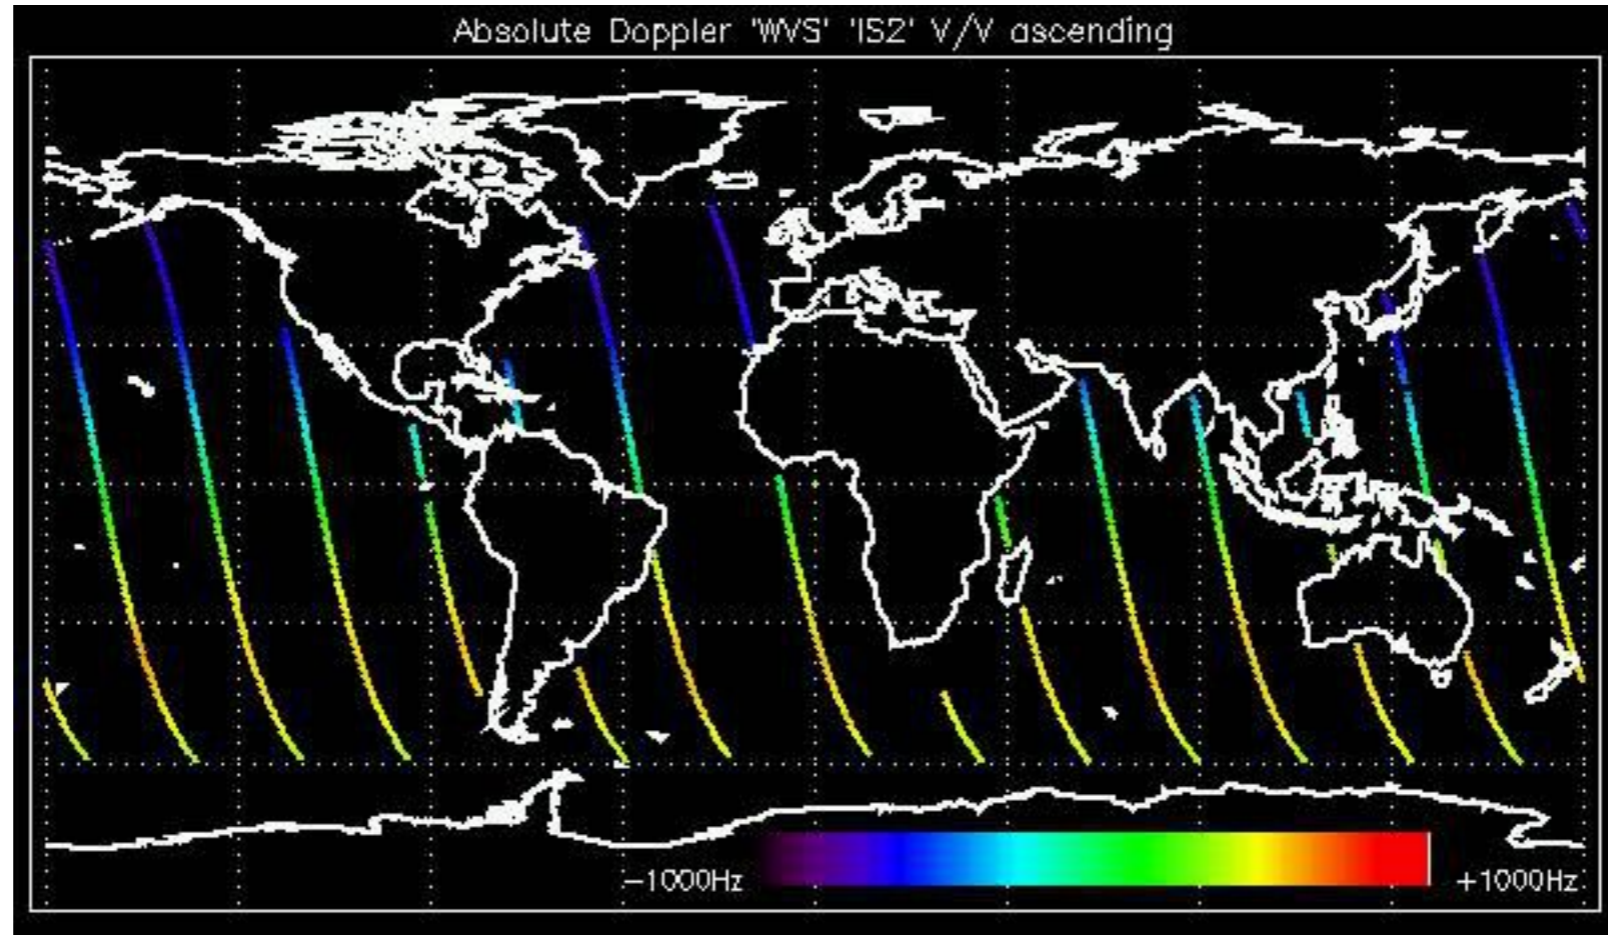 Absolute Doppler 'WVS' 'IS2' V/V ascending
−1000Hz
+1000Hz